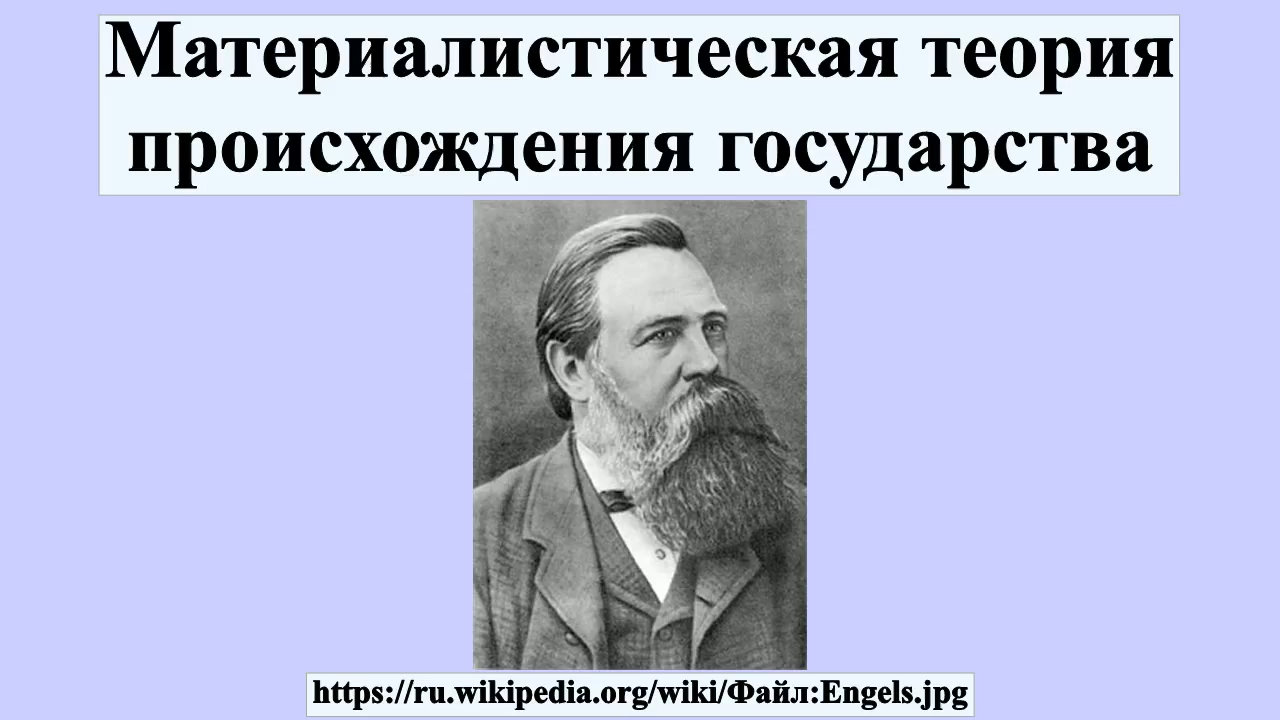 Материалистическая теория
происхождения государства
https://ru.wikipedia.org/wiki/Файл:Engels.jpg